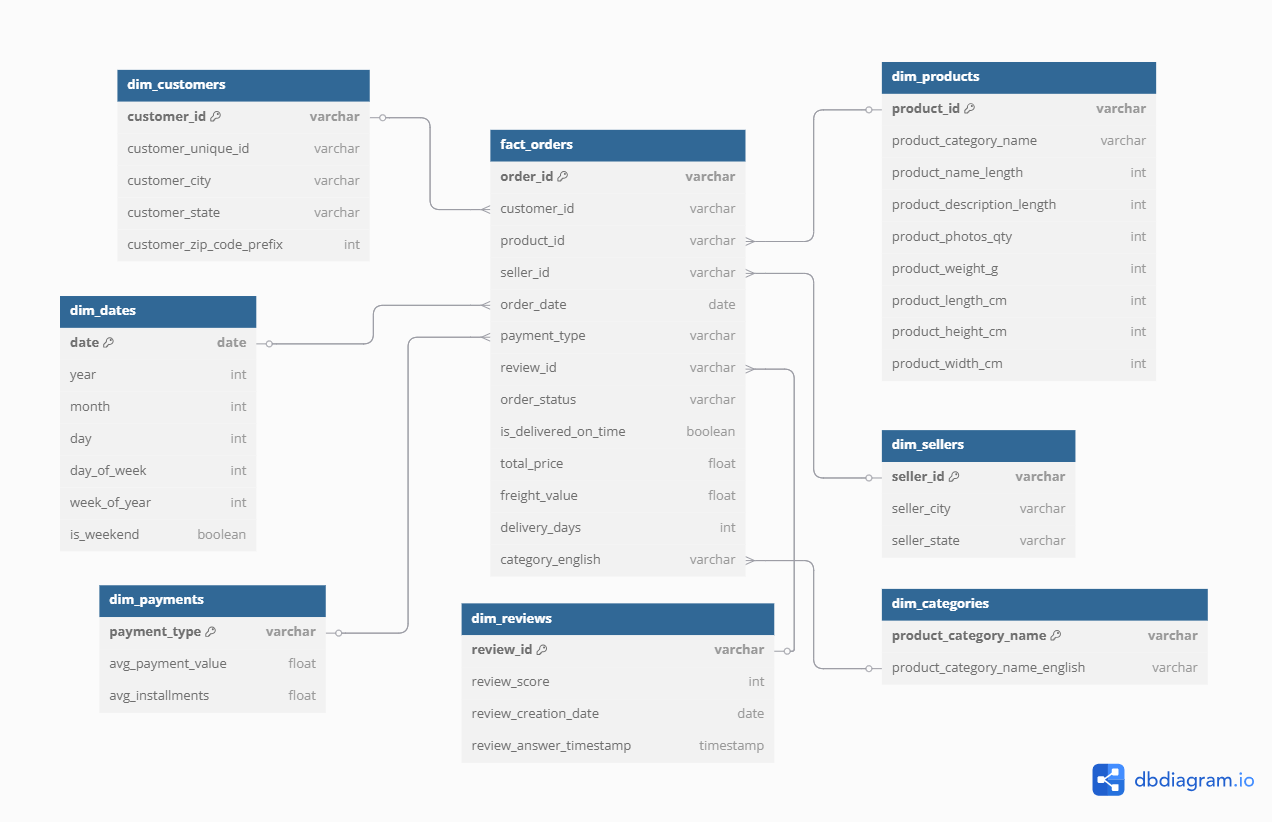 dim_customers
customer_id varchar
customer_unique_id varchar
customer_city varchar
customer_state varchar
customer_zip_code_prefix int
dim_dates
date date
year int
month int
day int
day_of_week int
week_of_year int
is_weekend boolean
dim_payments
payment_type varchar
avg_payment_value float
avg_installments float
fact_orders
order_id varchar
customer_id varchar
product_id varchar
seller_id varchar
order_date date
payment_type varchar
review_id varchar
order_status varchar
is_delivered_on_time boolean
total_price float
freight_value float
delivery_days int
category_english varchar
dim_reviews
review_id varchar
review_score int
review_creation_date date
review_answer_timestamp timestamp
dim_products
product_id varchar
product_category_name varchar
product_name_length int
product_description_length int
product_photos_qty int
product_weight_g int
product_length_cm int
product_height_cm int
product_width_cm int
dim_sellers
seller_id varchar
seller_city varchar
seller_state varchar
dim_categories
product_category_name varchar
product_category_name_english varchar
dbdiagram.io